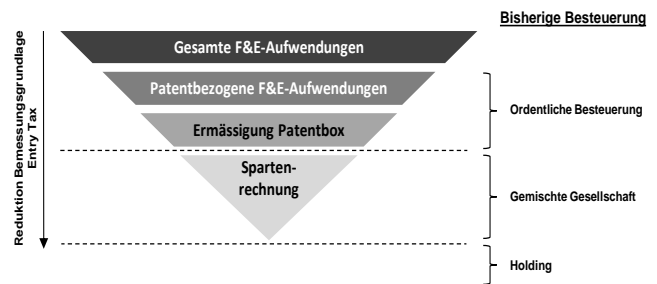 Bisherige Besteuerung
Gesamte F&E-Aufwendungen
Patentbezogene F&E-Aufwendungen
Ermässigung Patentbox
Sparten-
rechnung
Ordentliche Besteuerung
Gemischte Gesellschaft
Holding
Reduktion Bemessungsgrundlage
Entry Tax